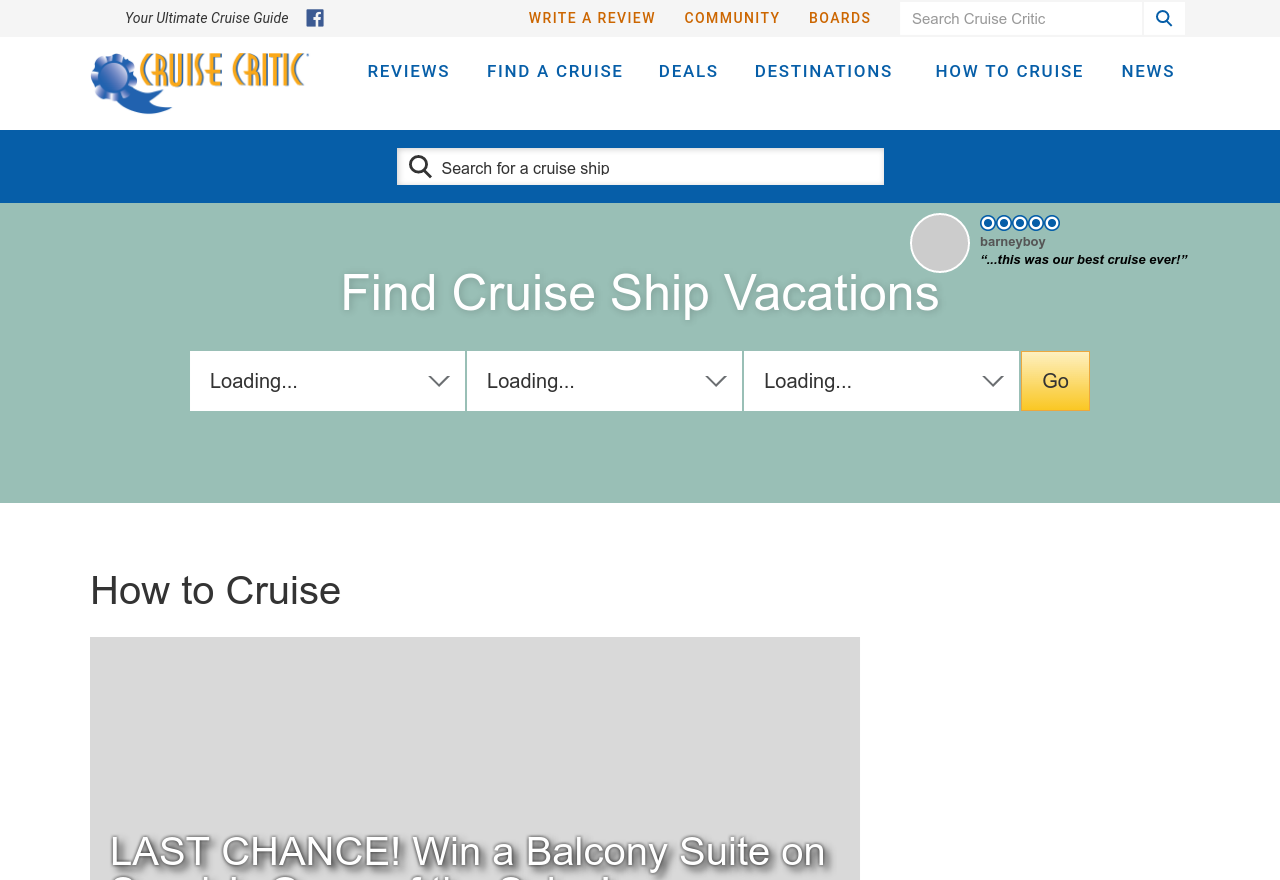 Your Ultimate Cruise Guide
WRITE A REVIEW COMMUNITY BOARDS Search Cruise Critic
CRUISE CRITIC
REVIEWS FIND A CRUISE DEALS DESTINATIONS HOW TO CRUISE NEWS
Search for a cruise ship
barneyboy
“...this was our best cruise ever!”
Find Cruise Ship Vacations
Loading... Loading... Loading... Go
How to Cruise
LAST CHANCE! Win a Balcony Suite on